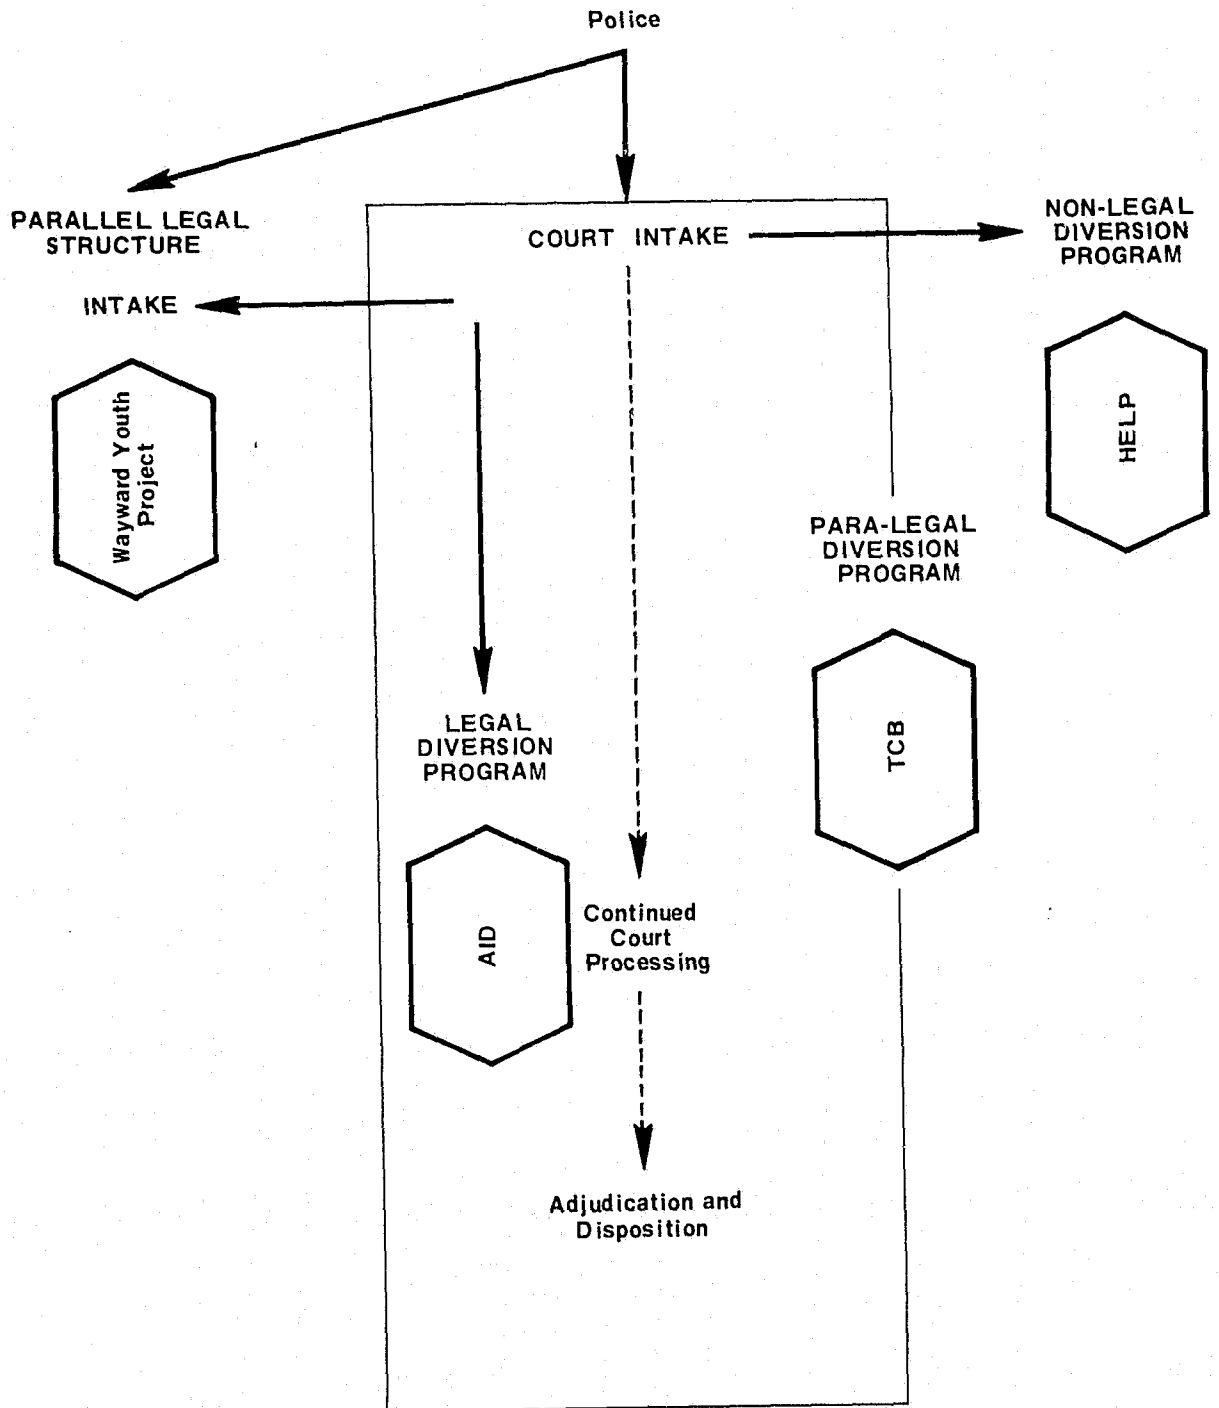 Police
PARALLEL LEGAL
STRUCTURE
INTAKE
Wayward Youth
Project
COURT INTAKE
NON-LEGAL
DIVERSION
PROGRAM
HELP
PARA-LEGAL
DIVERSION
PROGRAM
TCB
LEGAL
DIVERSION
PROGRAM
AID
Continued
Court
Processing
Adjudication and
Disposition